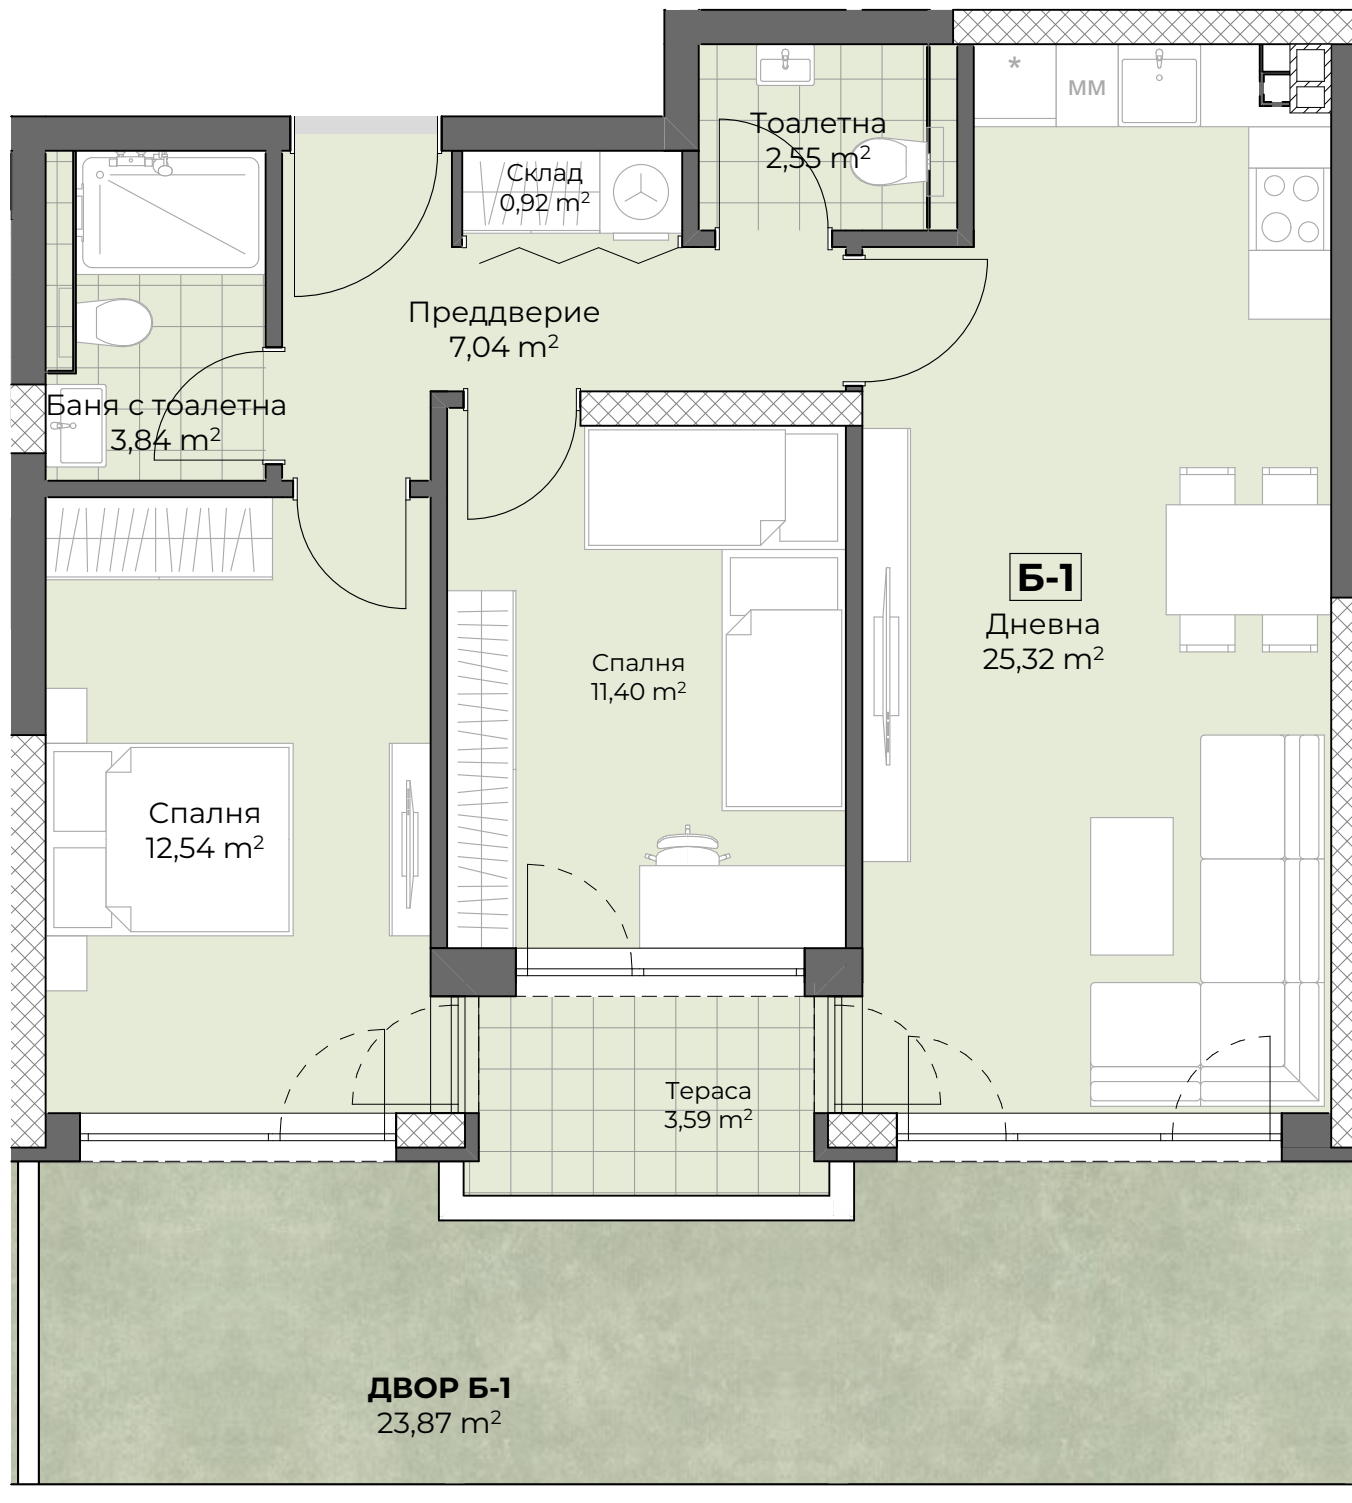 *
мм
Тоалетна
2,55 m²
Склад
0,92 m²
Преддверие
7,04 m²
Баня с тоалетна
3,84 m²
Б-1
Дневна
25,32 m²
Спалня
11,40 m²
Спалня
12,54 m²
Тераса
3,59 m²
ДВОР Б-1
23,87 m²